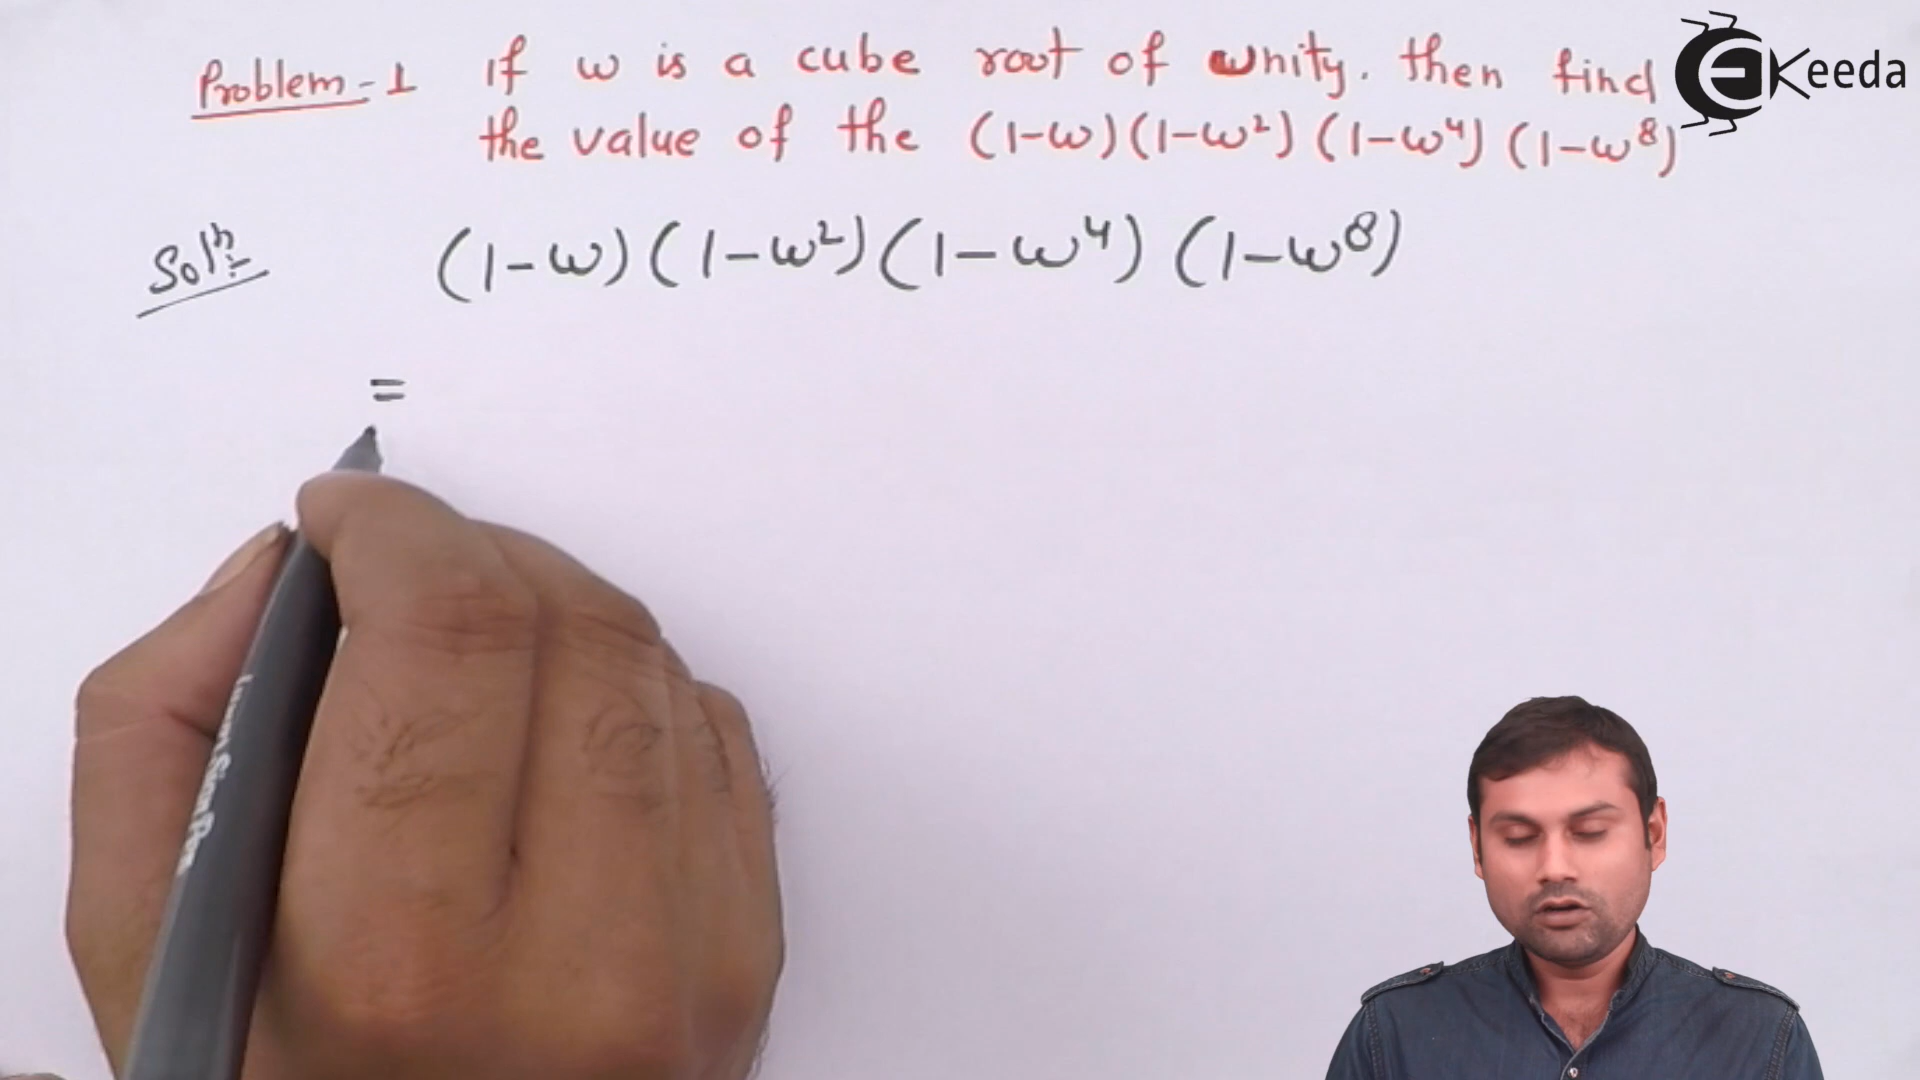 Problem-1 If ω is a cube root of unity. then find
the value of the (1-ω)(1-ω²)(1-ω⁴)(1-ω⁸)
EKeeda
Solⁿ:- (1-ω)(1-ω²)(1-ω⁴)(1-ω⁸)
=